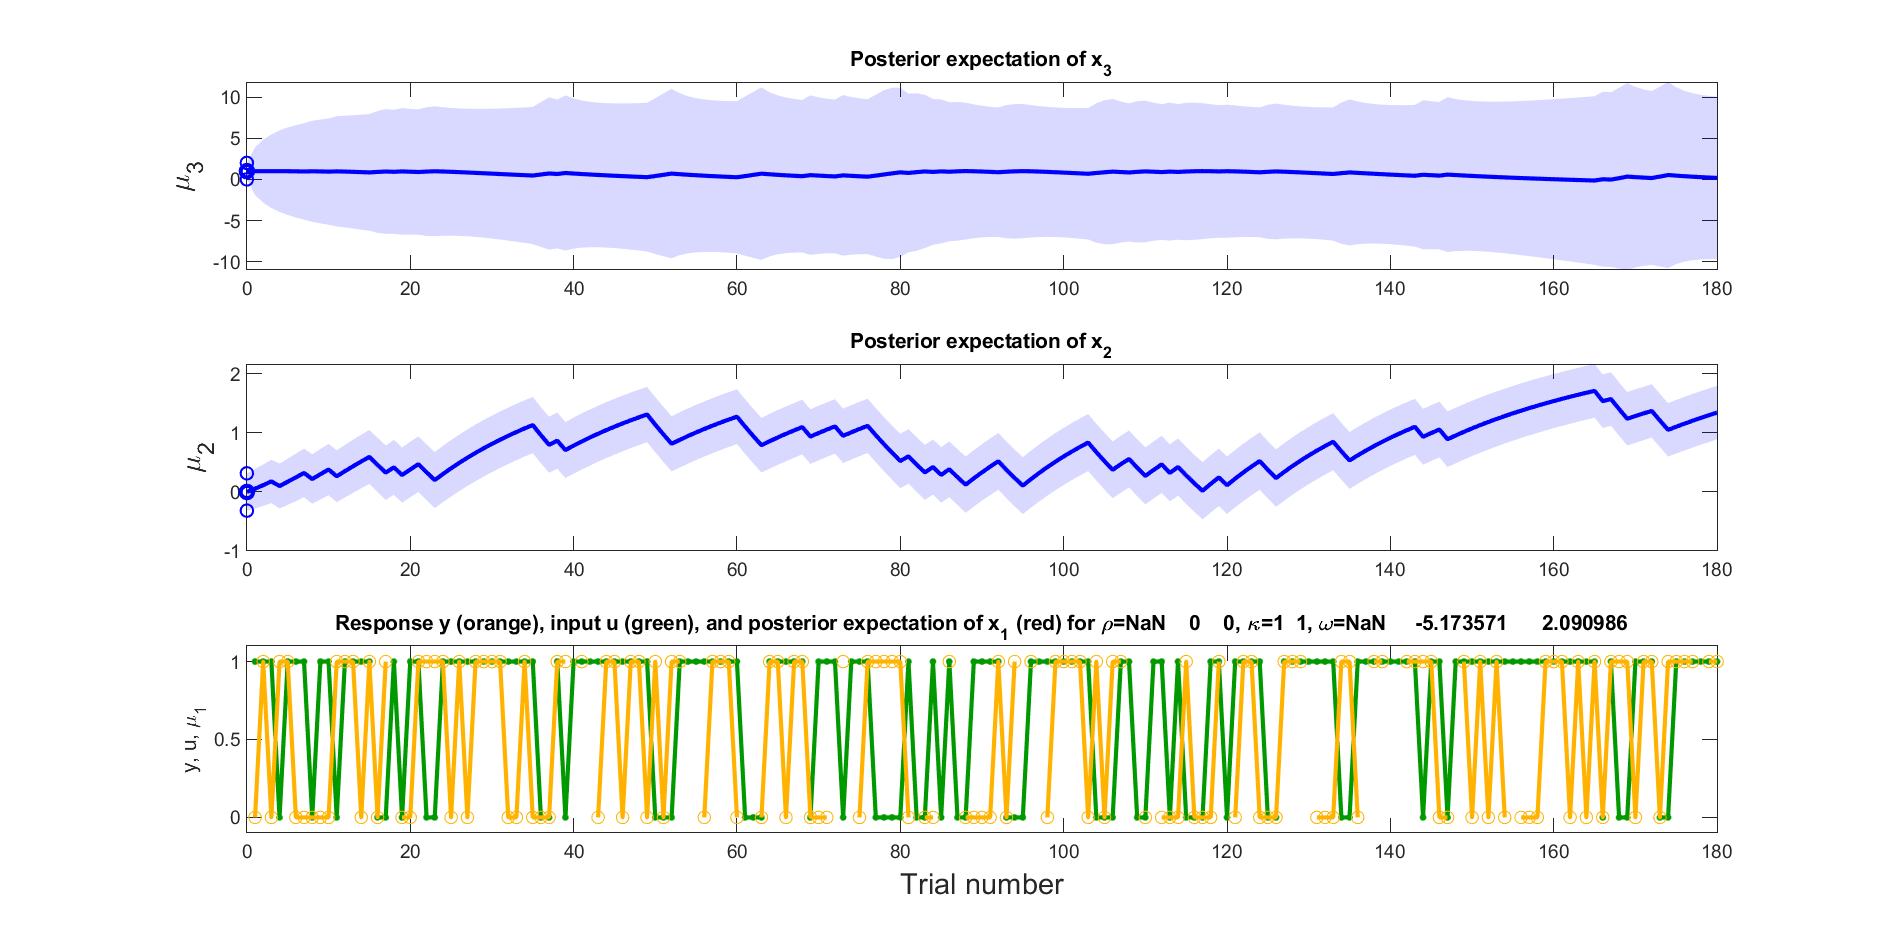 Posterior expectation of x3
μ3
10
5
0
-5
-10
0 20 40 60 80 100 120 140 160 180
Posterior expectation of x2
μ2
2
1
0
-1
0 20 40 60 80 100 120 140 160 180
Response y (orange), input u (green), and posterior expectation of x1 (red) for ρ=NaN 0 0, κ=1 1, ω=NaN -5.173571 2.090986
y, u, μ1
1
0.5
0
0 20 40 60 80 100 120 140 160 180
Trial number